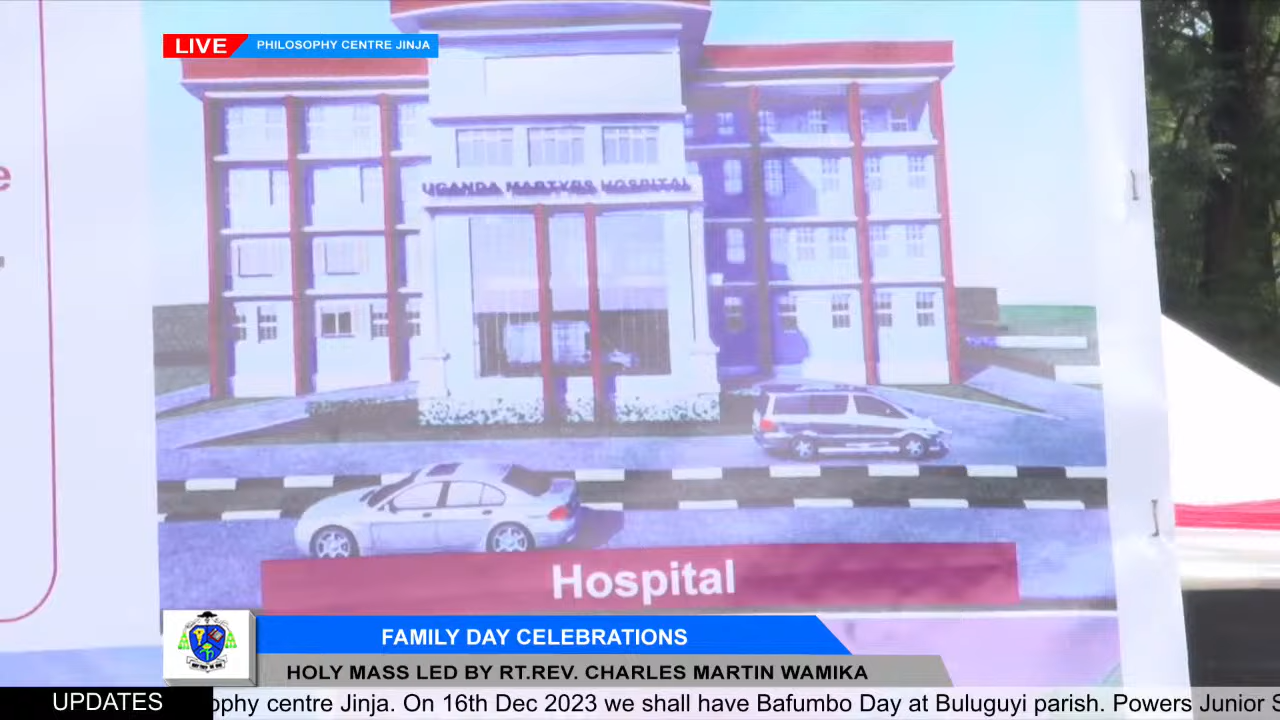 LIVE PHILOSOPHY CENTRE JINJA
UGANDA MARTYRS HOSPITAL
Hospital
FAMILY DAY CELEBRATIONS
HOLY MASS LED BY RT.REV. CHARLES MARTIN WAMIKA
UPDATES ophy centre Jinja. On 16th Dec 2023 we shall have Bafumbo Day at Buluguyi parish. Powers Junior S